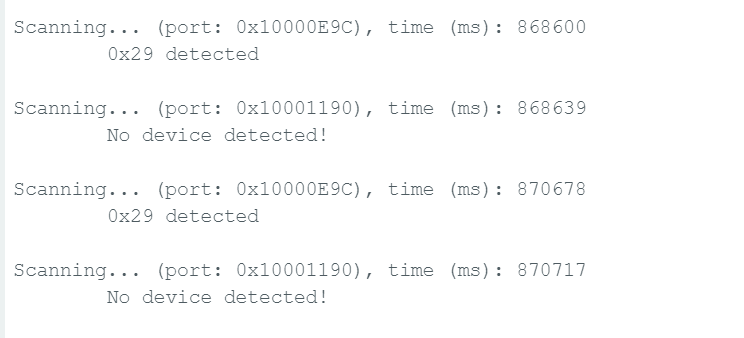 Scanning... (port: 0x10000E9C), time (ms): 868600
0x29 detected
Scanning... (port: 0x10001190), time (ms): 868639
No device detected!
Scanning... (port: 0x10000E9C), time (ms): 870678
0x29 detected
Scanning... (port: 0x10001190), time (ms): 870717
No device detected!